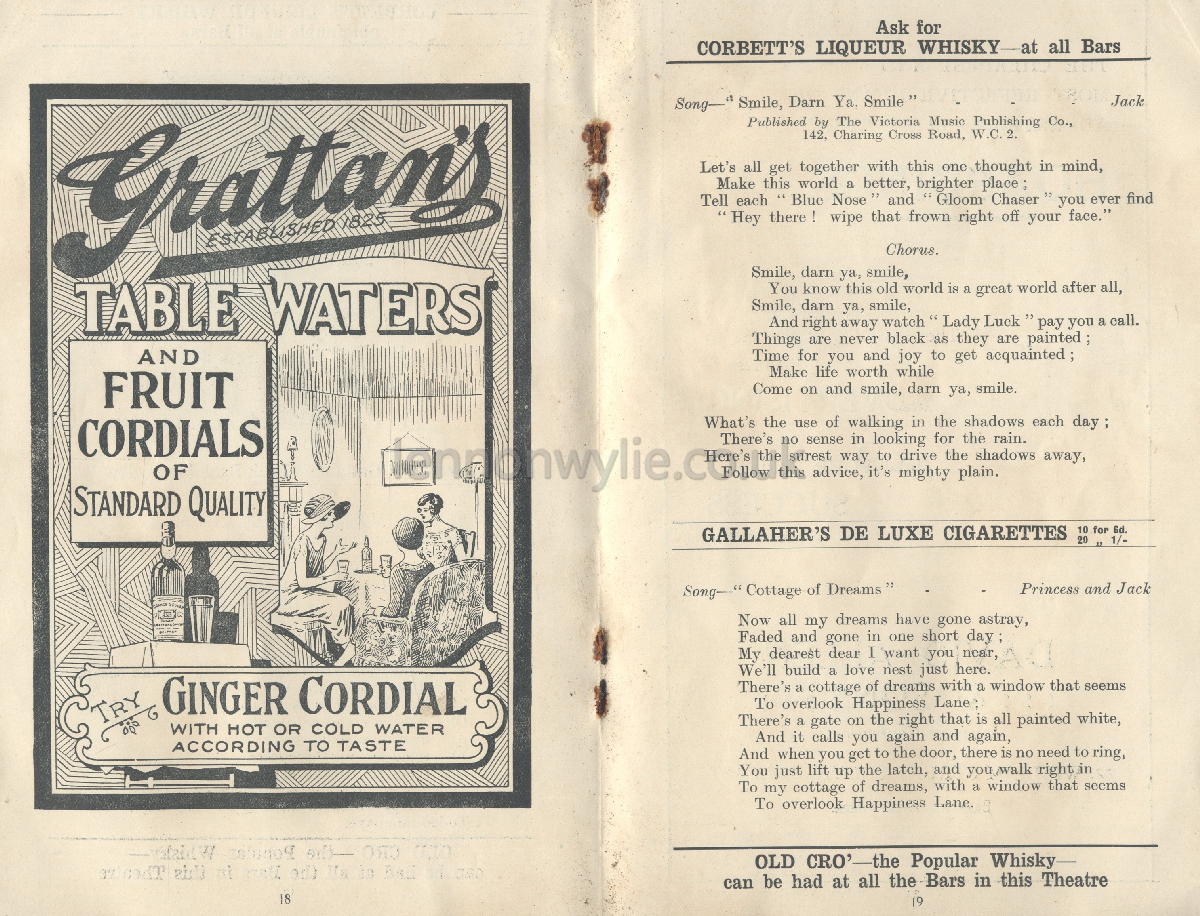 Grattan's
ESTABLISHED 1825
TABLE WATERS
AND
FRUIT
CORDIALS
OF
STANDARD QUALITY
TRY
GINGER CORDIAL
WITH HOT OR COLD WATER
ACCORDING TO TASTE
18
Ask for
CORBETT'S LIQUEUR WHISKY—at all Bars
Song—“ Smile, Darn Ya, Smile ” - - - Jack
Published by The Victoria Music Publishing Co.,
142, Charing Cross Road, W.C. 2.
Let's all get together with this one thought in mind,
Make this world a better, brighter place ;
Tell each “ Blue Nose ” and “ Gloom Chaser ” you ever find
“ Hey there ! wipe that frown right off your face.”
Chorus.
Smile, darn ya, smile,
You know this old world is a great world after all,
Smile, darn ya, smile,
And right away watch “ Lady Luck ” pay you a call.
Things are never black as they are painted ;
Time for you and joy to get acquainted ;
Make life worth while
Come on and smile, darn ya, smile.
What's the use of walking in the shadows each day ;
There's no sense in looking for the rain.
Here's the surest way to drive the shadows away,
Follow this advice, it's mighty plain.
lennonwylie.co.uk
GALLAHER'S DE LUXE CIGARETTES 10 for 6d.
20 „ 1/-
Song—“ Cottage of Dreams ” - - Princess and Jack
Now all my dreams have gone astray,
Faded and gone in one short day ;
My dearest dear I want you near,
We'll build a love nest just here.
There's a cottage of dreams with a window that seems
To overlook Happiness Lane ;
There's a gate on the right that is all painted white,
And it calls you again and again,
And when you get to the door, there is no need to ring,
You just lift up the latch, and you walk right in
To my cottage of dreams, with a window that seems
To overlook Happiness Lane.
OLD CRO'—the Popular Whisky—
can be had at all the Bars in this Theatre
19